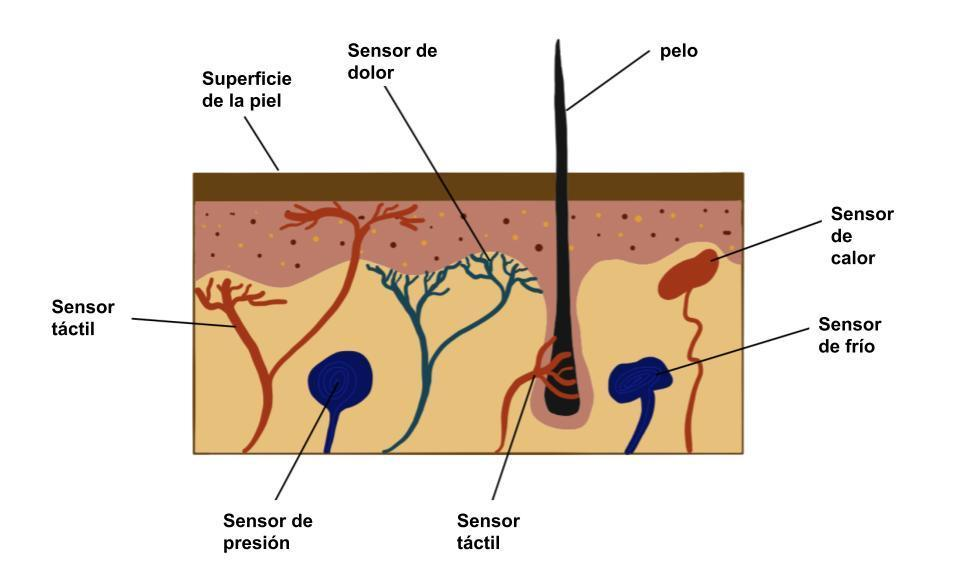 Sensor de
dolor
pelo
Superficie
de la piel
Sensor
de
calor
Sensor
táctil
Sensor
de frío
Sensor de
presión
Sensor
táctil